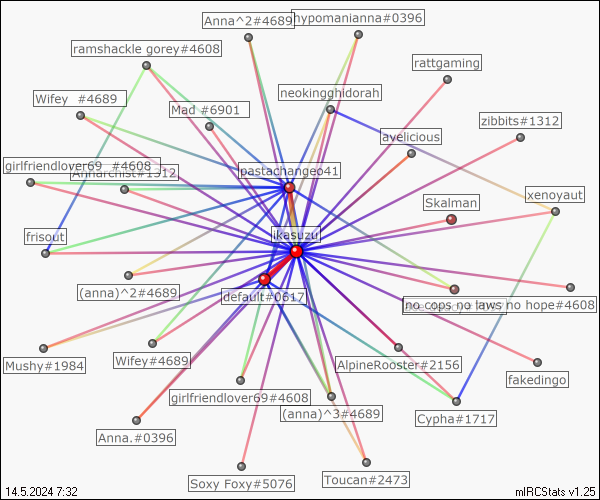 Anna^2#4689
hypomanianna#0396
ramshackle gorey#4608
rattgaming
neokingghidorah
Wifey #4689
Mad #6901
zibbits#1312
avelicious
girlfriendlover69 #4608
pastachangeo41
xenoyaut
Skalman
frisout
ikasuzu
(anna)^2#4689
default#0617
no cops no laws no hope#4608
Mushy#1984
Wifey#4689
AlpineRooster#2156
fakedingo
girlfriendlover69#4608
(anna)^3#4689
Cypha#1717
Anna.#0396
Soxy Foxy#5076
Toucan#2473
14.5.2024 7:32
mIRCStats v1.25